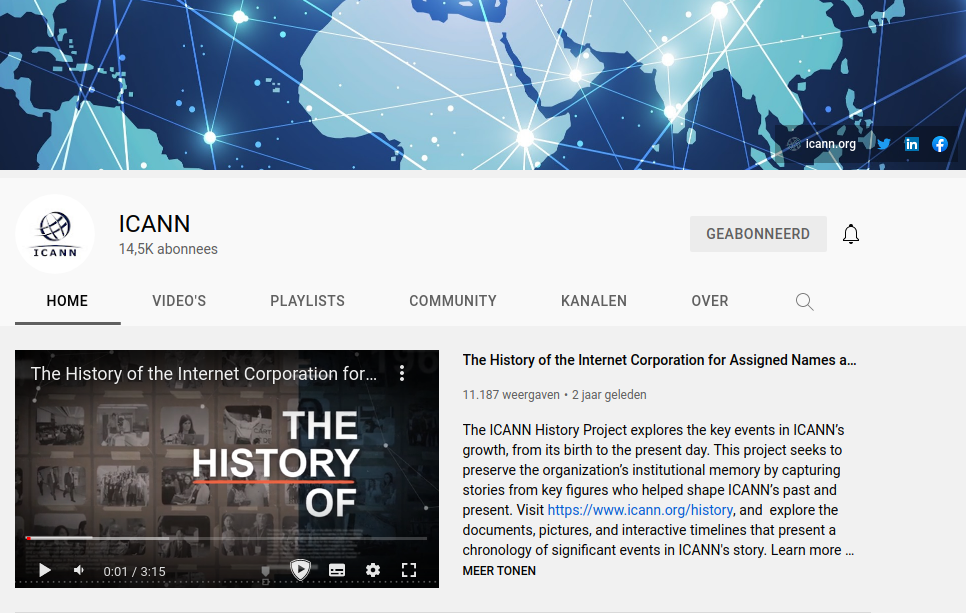 icann.org
ICANN
ICANN
14,5K abonnees
GEABONNEERD
HOME
VIDEO'S
PLAYLISTS
COMMUNITY
KANALEN
OVER
The History of the Internet Corporation for...
THE
HISTORY
OF
0:01 / 3:15
The History of the Internet Corporation for Assigned Names a...
11.187 weergaven • 2 jaar geleden
The ICANN History Project explores the key events in ICANN’s
growth, from its birth to the present day. This project seeks to
preserve the organization’s institutional memory by capturing
stories from key figures who helped shape ICANN’s past and
present. Visit https://www.icann.org/history, and  explore the
documents, pictures, and interactive timelines that present a
chronology of significant events in ICANN's story. Learn more ...
MEER TONEN